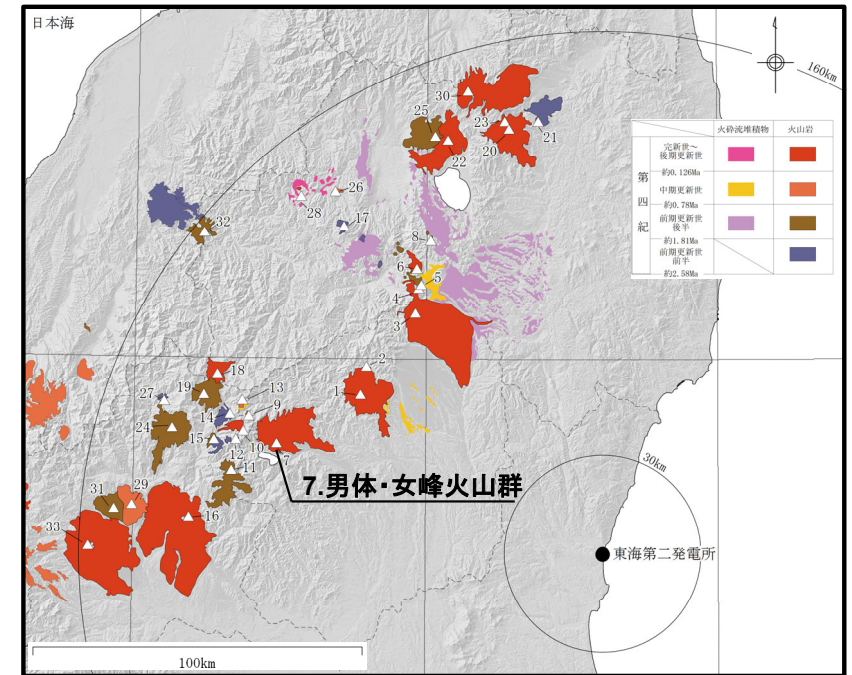 日本海
160km
30
25
23
20
21
22
火砕流堆積物
火山岩
第四紀
完新世～
後期更新世
約0.126Ma
中期更新世
約0.78Ma
前期更新世
後半
約1.81Ma
前期更新世
前半
約2.58Ma
26
28
17
32
8
6
5
4
3
2
18
1
19
13
27
14
9
24
15
10
12
7
11
7.男体・女峰火山群
31
29
16
33
30km
東海第二発電所
100km